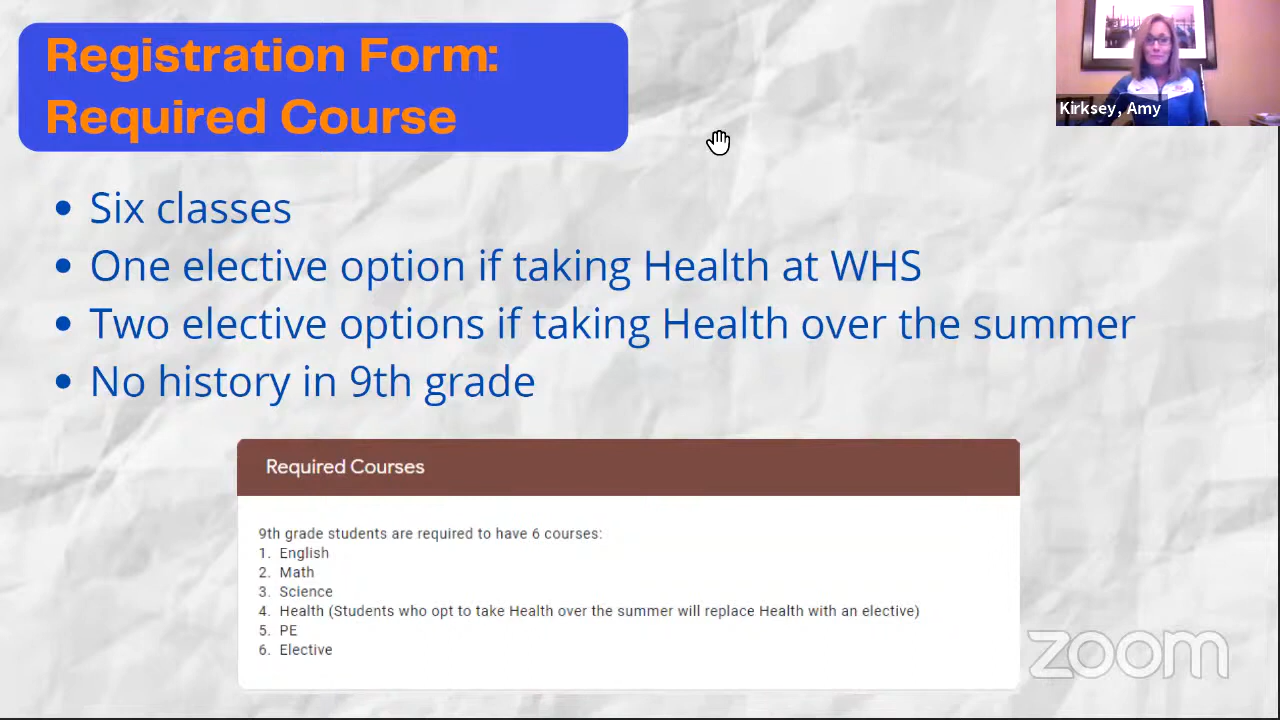 Registration Form:
Required Course
Kirksey, Amy
• Six classes
• One elective option if taking Health at WHS
• Two elective options if taking Health over the summer
• No history in 9th grade
Required Courses
9th grade students are required to have 6 courses:
1. English
2. Math
3. Science
4. Health (Students who opt to take Health over the summer will replace Health with an elective)
5. PE
6. Elective
zoom